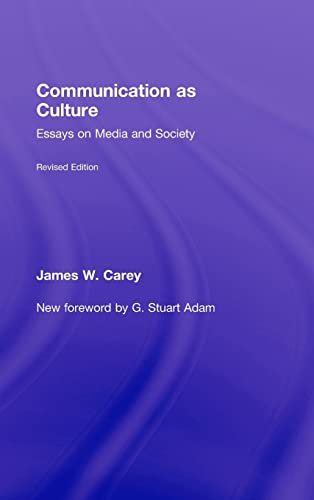 Communication as
Culture
Essays on Media and Society
Revised Edition
James W. Carey
New foreword by G. Stuart Adam